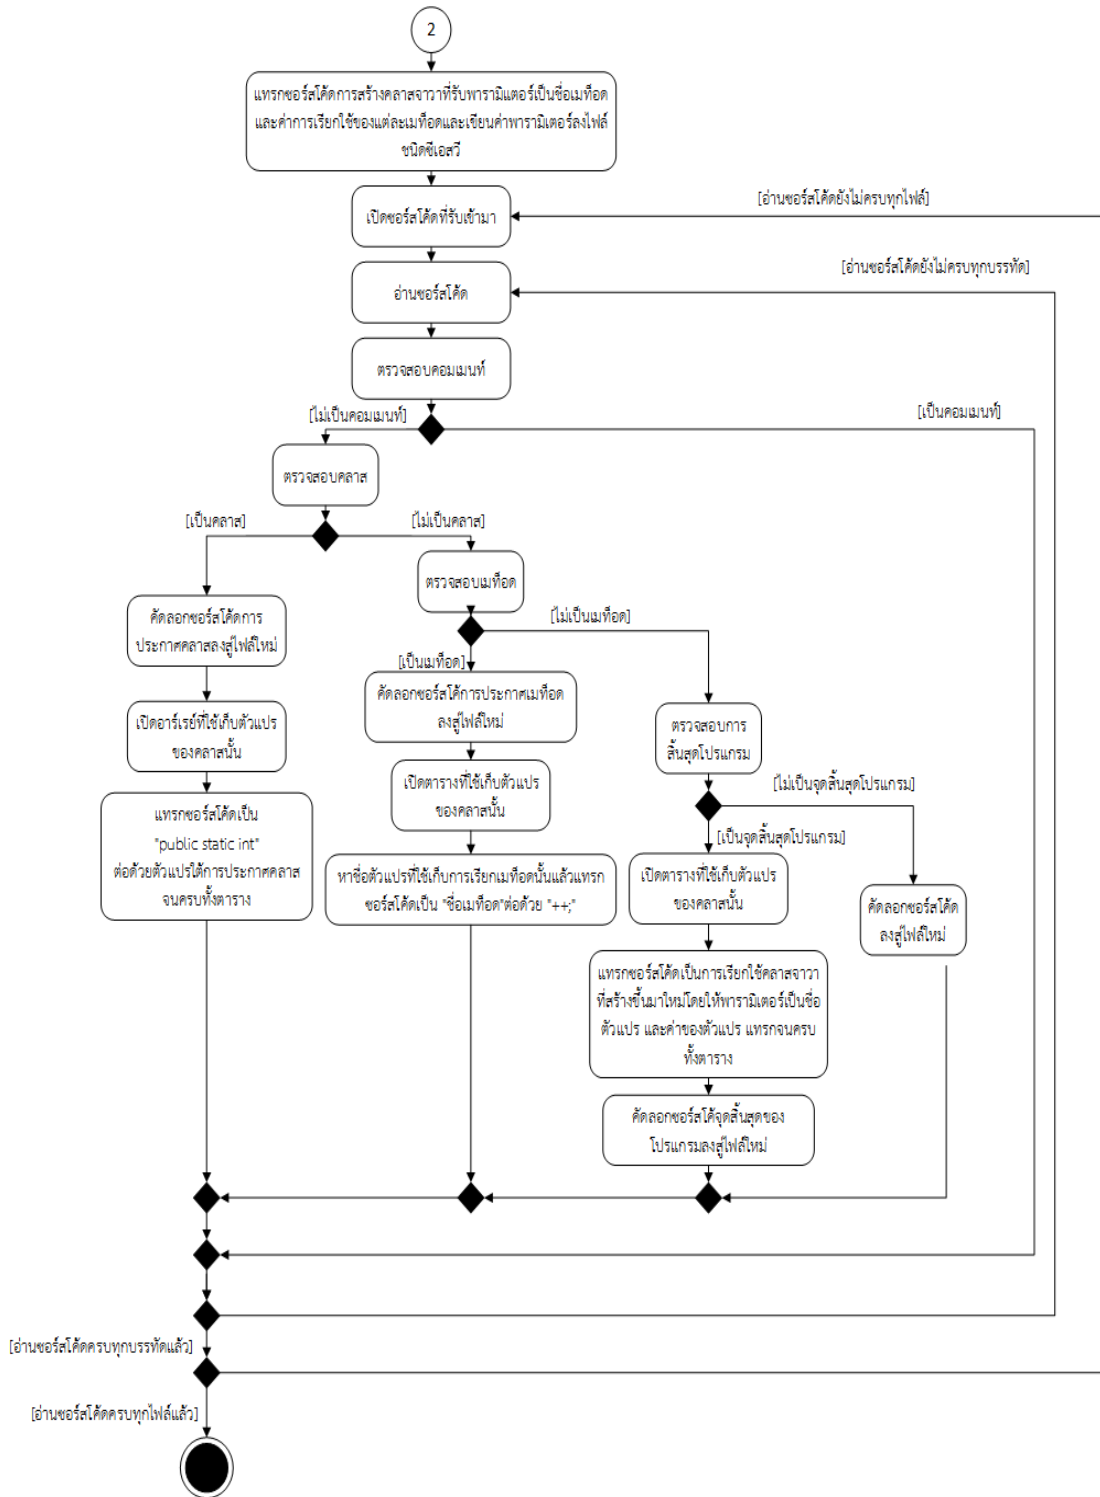 2
แทรกซอร์สโค้ดการสร้างคลาสจาวาที่รับพารามิแตอร์เป็นชื่อเมท็อด
และค่าการเรียกใช้ของแต่ละเมท็อดและเขียนค่าพารามิเตอร์ลงไฟล์
ชนิดซีเอสวี
[อ่านซอร์สโค้ดยังไม่ครบทุกไฟล์]
เปิดซอร์สโค้ดที่รับเข้ามา
[อ่านซอร์สโค้ดยังไม่ครบทุกบรรทัด]
อ่านซอร์สโค้ด
ตรวจสอบคอมเมนท์
[ไม่เป็นคอมเมนท์]
[เป็นคอมเมนท์]
ตรวจสอบคลาส
[เป็นคลาส]
[ไม่เป็นคลาส]
ตรวจสอบเมท็อด
คัดลอกซอร์สโค้ดการ
ประกาศคลาสลงสู่ไฟล์ใหม่
[ไม่เป็นเมท็อด]
[เป็นเมท็อด]
คัดลอกซอร์สโค้การประกาศเมท็อด
ลงสู่ไฟล์ใหม่
เปิดอาร์เรย์ที่ใช้เก็บตัวแปร
ของคลาสนั้น
ตรวจสอบการ
สิ้นสุดโปรแกรม
เปิดตารางที่ใช้เก็บตัวแปร
ของคลาสนั้น
[ไม่เป็นจุดสิ้นสุดโปรแกรม]
แทรกซอร์สโค้ดเป็น
"public static int"
ต่อด้วยตัวแปรใต้การประกาศคลาส
จนครบทั้งตาราง
[เป็นจุดสิ้นสุดโปรแกรม]
หาชื่อตัวแปรที่ใช้เก็บการเรียกเมท็อดนั้นแล้วแทรก
ซอร์สโค้ดเป็น "ชื่อเมท็อด"ต่อด้วย "++;"
เปิดตารางที่ใช้เก็บตัวแปร
ของคลาสนั้น
คัดลอกซอร์สโค้ด
ลงสู่ไฟล์ใหม่
แทรกซอร์สโค้ดเป็นการเรียกใช้คลาสจาวา
ที่สร้างขึ้นมาใหม่โดยให้พารามิเตอร์เป็นชื่อ
ตัวแปร และค่าของตัวแปร แทรกจนครบ
ทั้งตาราง
คัดลอกซอร์สโค้จุดสิ้นสุดของ
โปรแกรมลงสู่ไฟล์ใหม่
[อ่านซอร์สโค้ดครบทุกบรรทัดแล้ว]
[อ่านซอร์สโค้ดครบทุกไฟล์แล้ว]